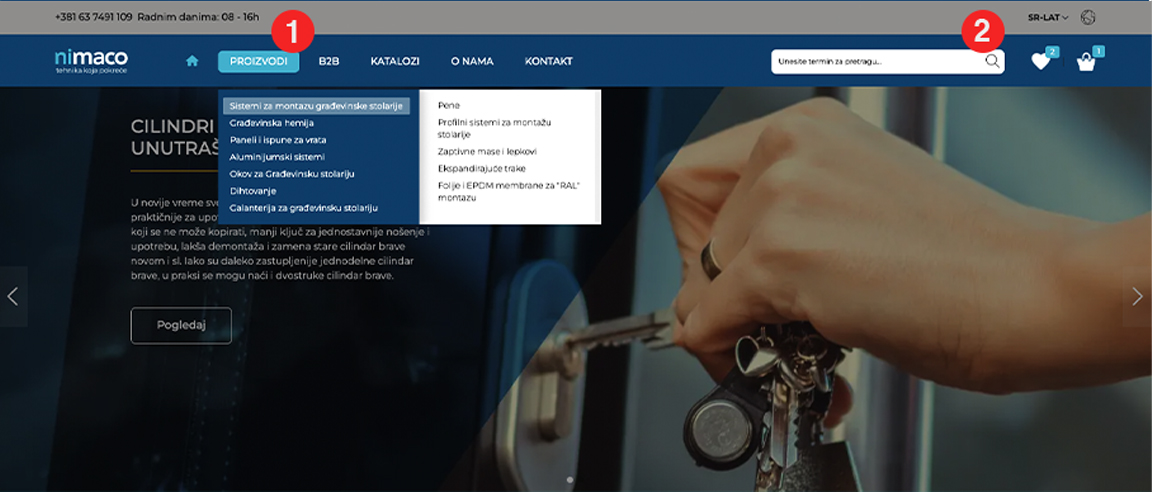 +381 63 7491 109 Radnim danima: 08 - 16h
1
2
SR-LAT
nimaco
tehnika koja pokreće
PROIZVODI
B2B
KATALOZI
O NAMA
KONTAKT
Unesite termin za pretragu...
2
1
Sistemi za montazu građevinske stolarije
Građevinska hemija
Paneli i ispune za vrata
Aluminijumski sistemi
Okov za Građevinsku stolariju
Dihtovanje
Galanterija za građevinsku stolariju
Pene
Profilni sistemi za montažu
stolarije
Zaptivne mase i lepkovi
Ekspandirajuće trake
Folije i EPDM membrane za "RAL"
montazu
CILINDRI
UNUTRAŠ
U novije vreme sve
praktičnije za upo
koji se ne može kopirati, manji ključ za jednostavnije nošenje i
upotrebu, lakša demontaža i zamena stare cilindar brave
novom i sl. Iako su daleko zastupljenije jednodelne cilindar
brave, u praksi se mogu naći i dvostruke cilindar brave.
Pogledaj